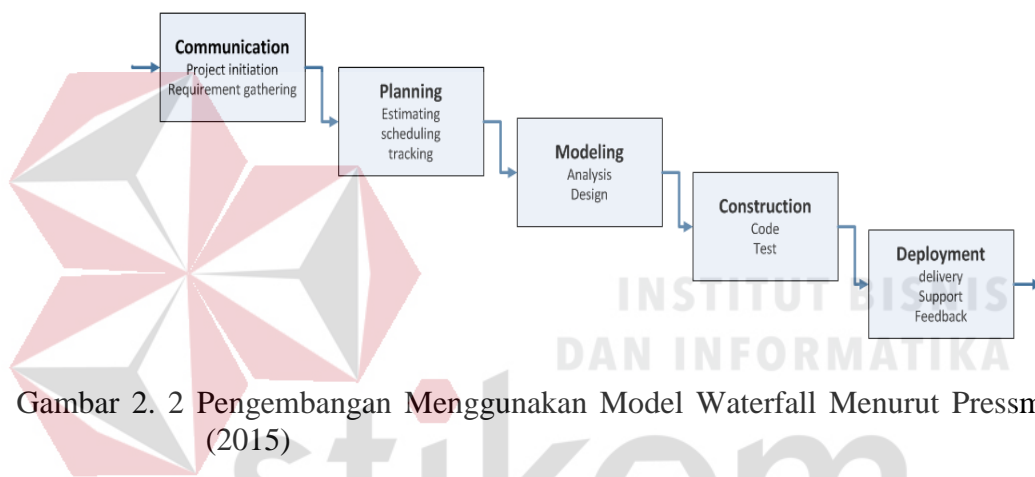 Communication
Project initiation
Requirement gathering
Planning
Estimating
scheduling
tracking
Modeling
Analysis
Design
Construction
Code
Test
Deployment
delivery
Support
Feedback
INSTITUT BISNIS
DAN INFORMATIKA
Gambar 2. 2 Pengembangan Menggunakan Model Waterfall Menurut Pressm
(2015)
stikom